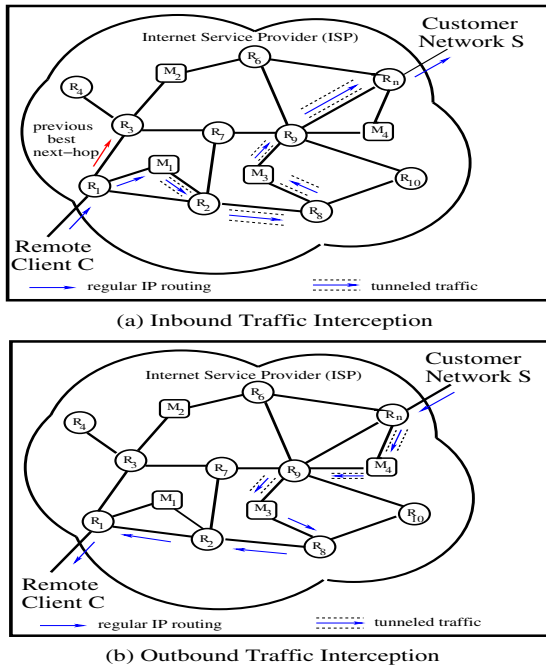 Customer
Network S
Internet Service Provider (ISP)
R6
M2
Rn
R4
R3
R7
R9
M4
previous
best
next-hop
M1
M3
R10
R1
R2
R8
Remote
Client C
regular IP routing
tunneled traffic
(a) Inbound Traffic Interception
Customer
Network S
Internet Service Provider (ISP)
R6
M2
Rn
R4
R3
R7
R9
M4
M1
M3
R10
R1
R2
R8
Remote
Client C
regular IP routing
tunneled traffic
(b) Outbound Traffic Interception